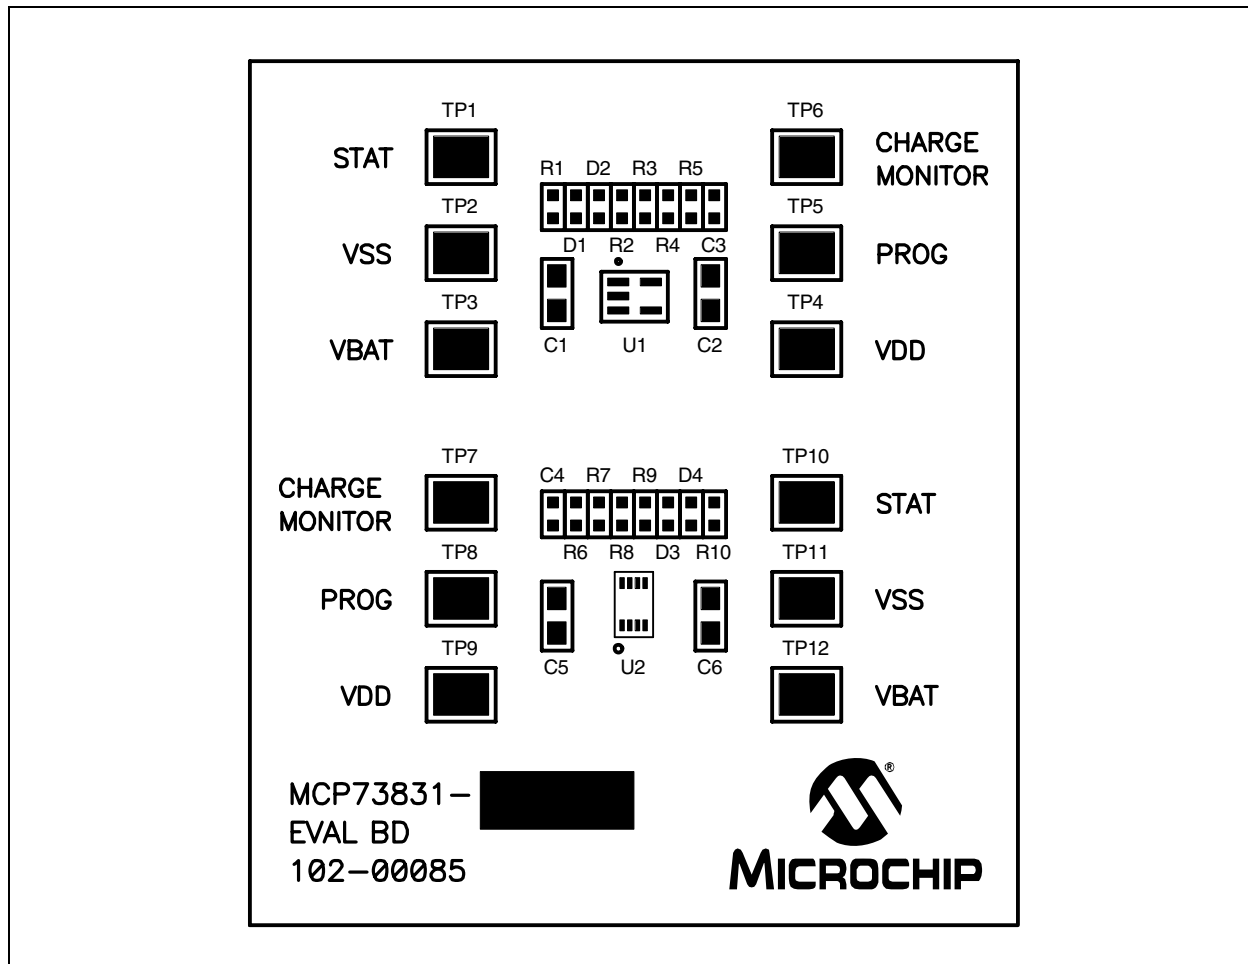 TP1
TP6
STAT
CHARGE
MONITOR
R1 D2 R3 R5
TP2
TP5
VSS
D1 R2 R4 C3
PROG
TP3
TP4
VBAT
C1 U1 C2
VDD
TP7
TP10
CHARGE
MONITOR
C4 R7 R9 D4
STAT
TP8
R6 R8 D3 R10
TP11
PROG
VSS
TP9
C5 U2 C6
TP12
VDD
VBAT
MCP73831-
EVAL BD
102-00085
®
MICROCHIP